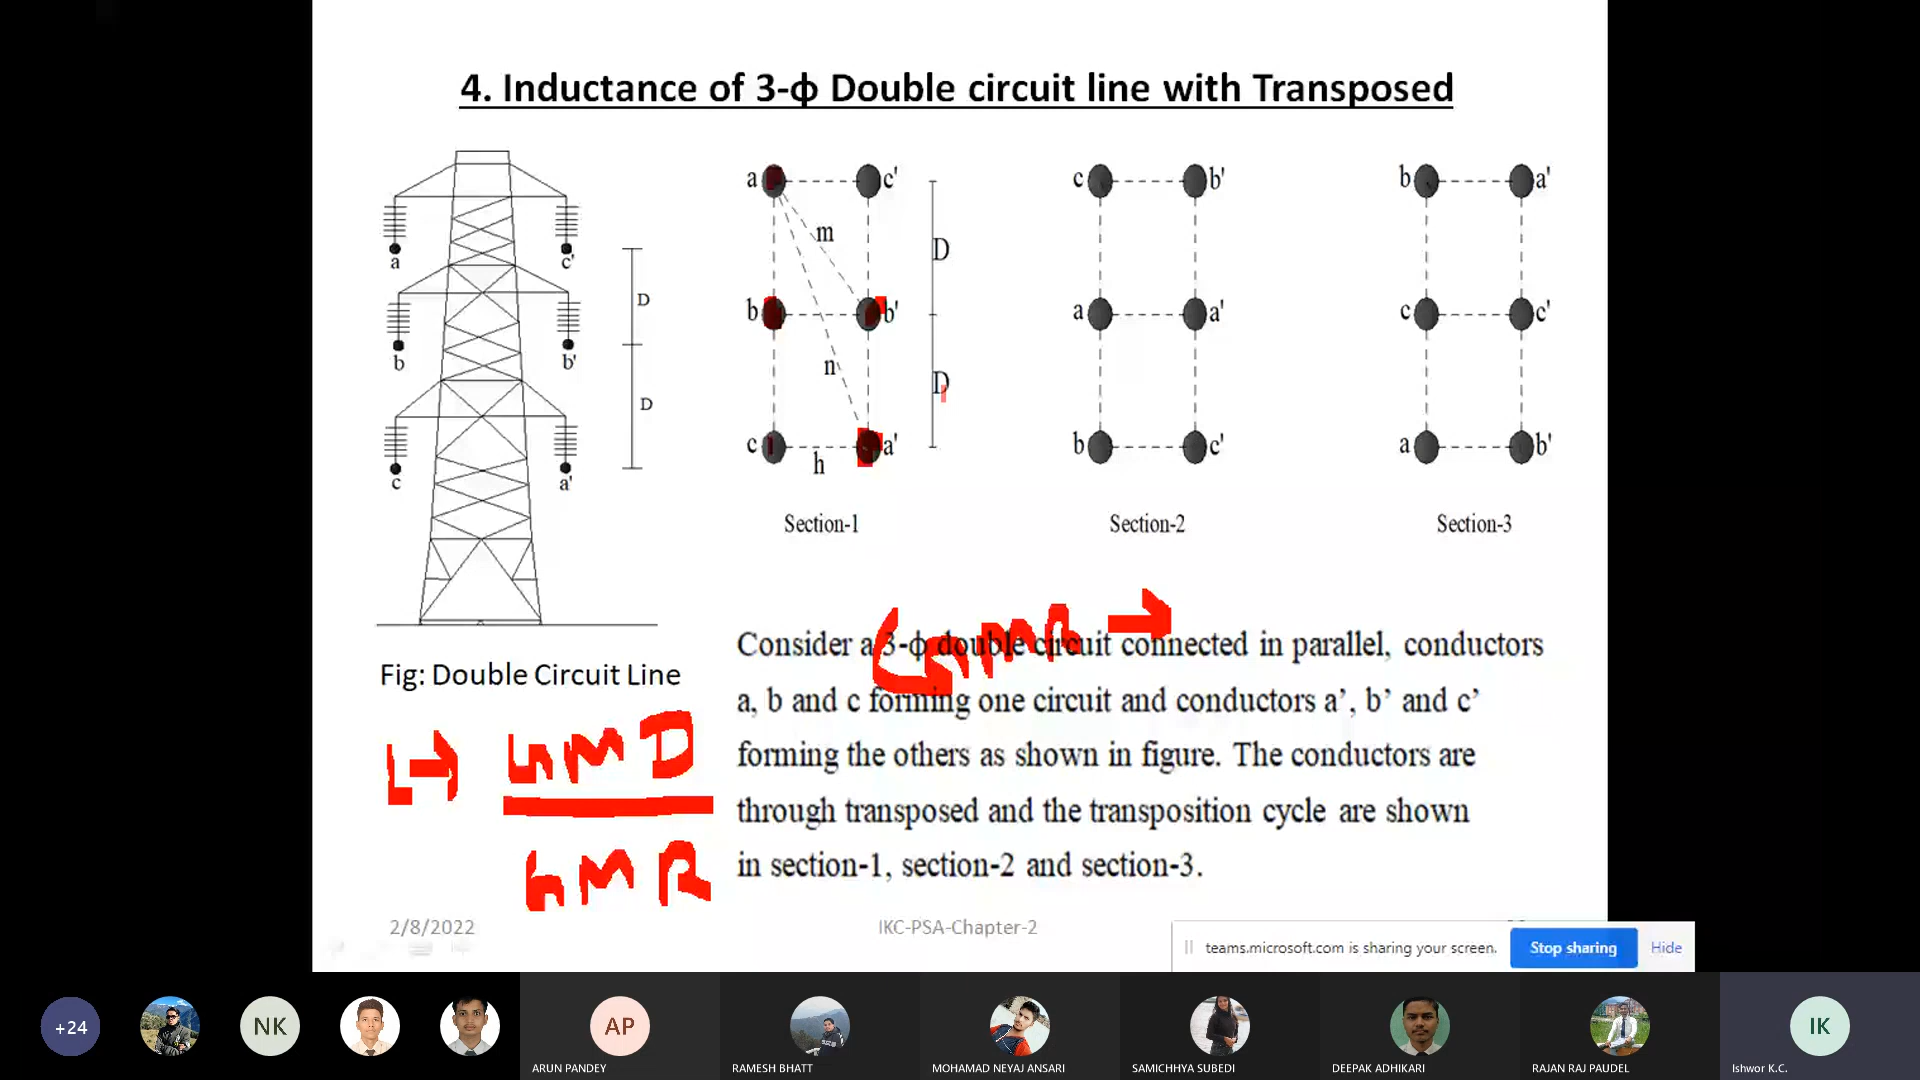 4. Inductance of 3-ϕ Double circuit line with Transposed
a
c'
D
b
b'
D
c
a'
Fig: Double Circuit Line
a
c'
m
D
b
b'
n
D
c
h
a'
Section-1
c
b'
a
a'
b
c'
Section-2
b
a'
c
c'
a
b'
Section-3
GMR →
Consider a 3-ϕ double circuit connected in parallel, conductors
a, b and c forming one circuit and conductors a’, b’ and c’
forming the others as shown in figure. The conductors are
through transposed and the transposition cycle are shown
in section-1, section-2 and section-3.
L→ GMD
GMR
2/8/2022
IKC-PSA-Chapter-2
teams.microsoft.com is sharing your screen.
Stop sharing
Hide
+24
NK
AP
ARUN PANDEY
RAMESH BHATT
MOHAMAD NEYAJ ANSARI
SAMICHHYA SUBEDI
DEEPAK ADHIKARI
RAJAN RAJ PAUDEL
IK
Ishwor K.C.